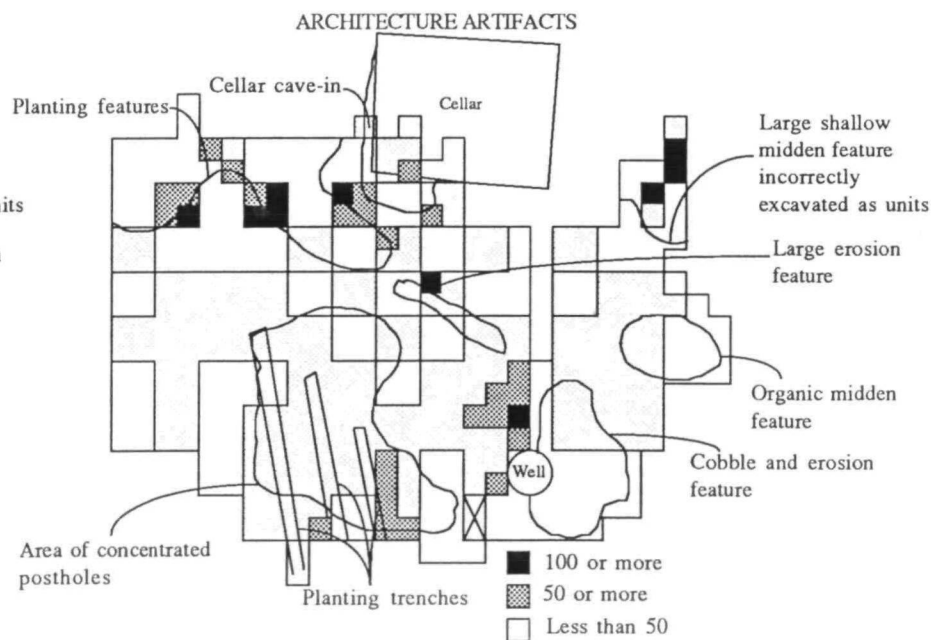 ARCHITECTURE ARTIFACTS
Cellar cave-in
Cellar
Planting features
Large shallow
midden feature
incorrectly
excavated as units
Large erosion
feature
Organic midden
feature
Well
Cobble and erosion
feature
Area of concentrated
postholes
Planting trenches
100 or more
50 or more
Less than 50